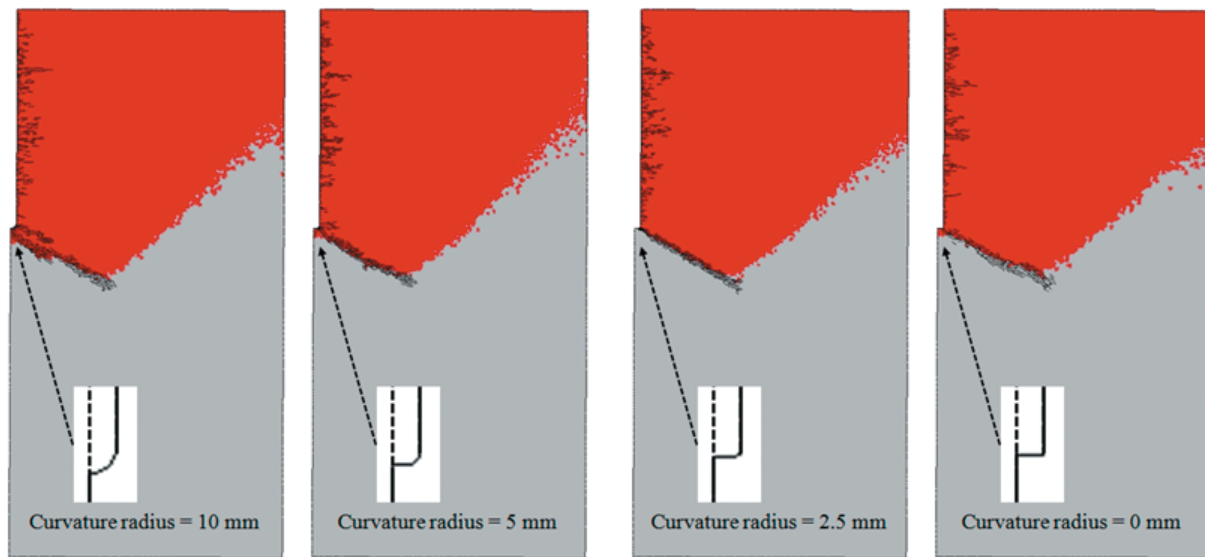 Curvature radius = 10 mm
Curvature radius = 5 mm
Curvature radius = 2.5 mm
Curvature radius = 0 mm